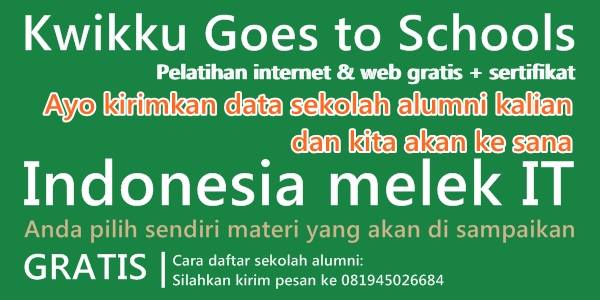 Kwikku Goes to Schools
Pelatihan internet & web gratis + sertifikat
Ayo kirimkan data sekolah alumni kalian
dan kita akan ke sana
Indonesia melek IT
Anda pilih sendiri materi yang akan di sampaikan
GRATIS | Cara daftar sekolah alumni:
Silahkan kirim pesan ke 081945026684